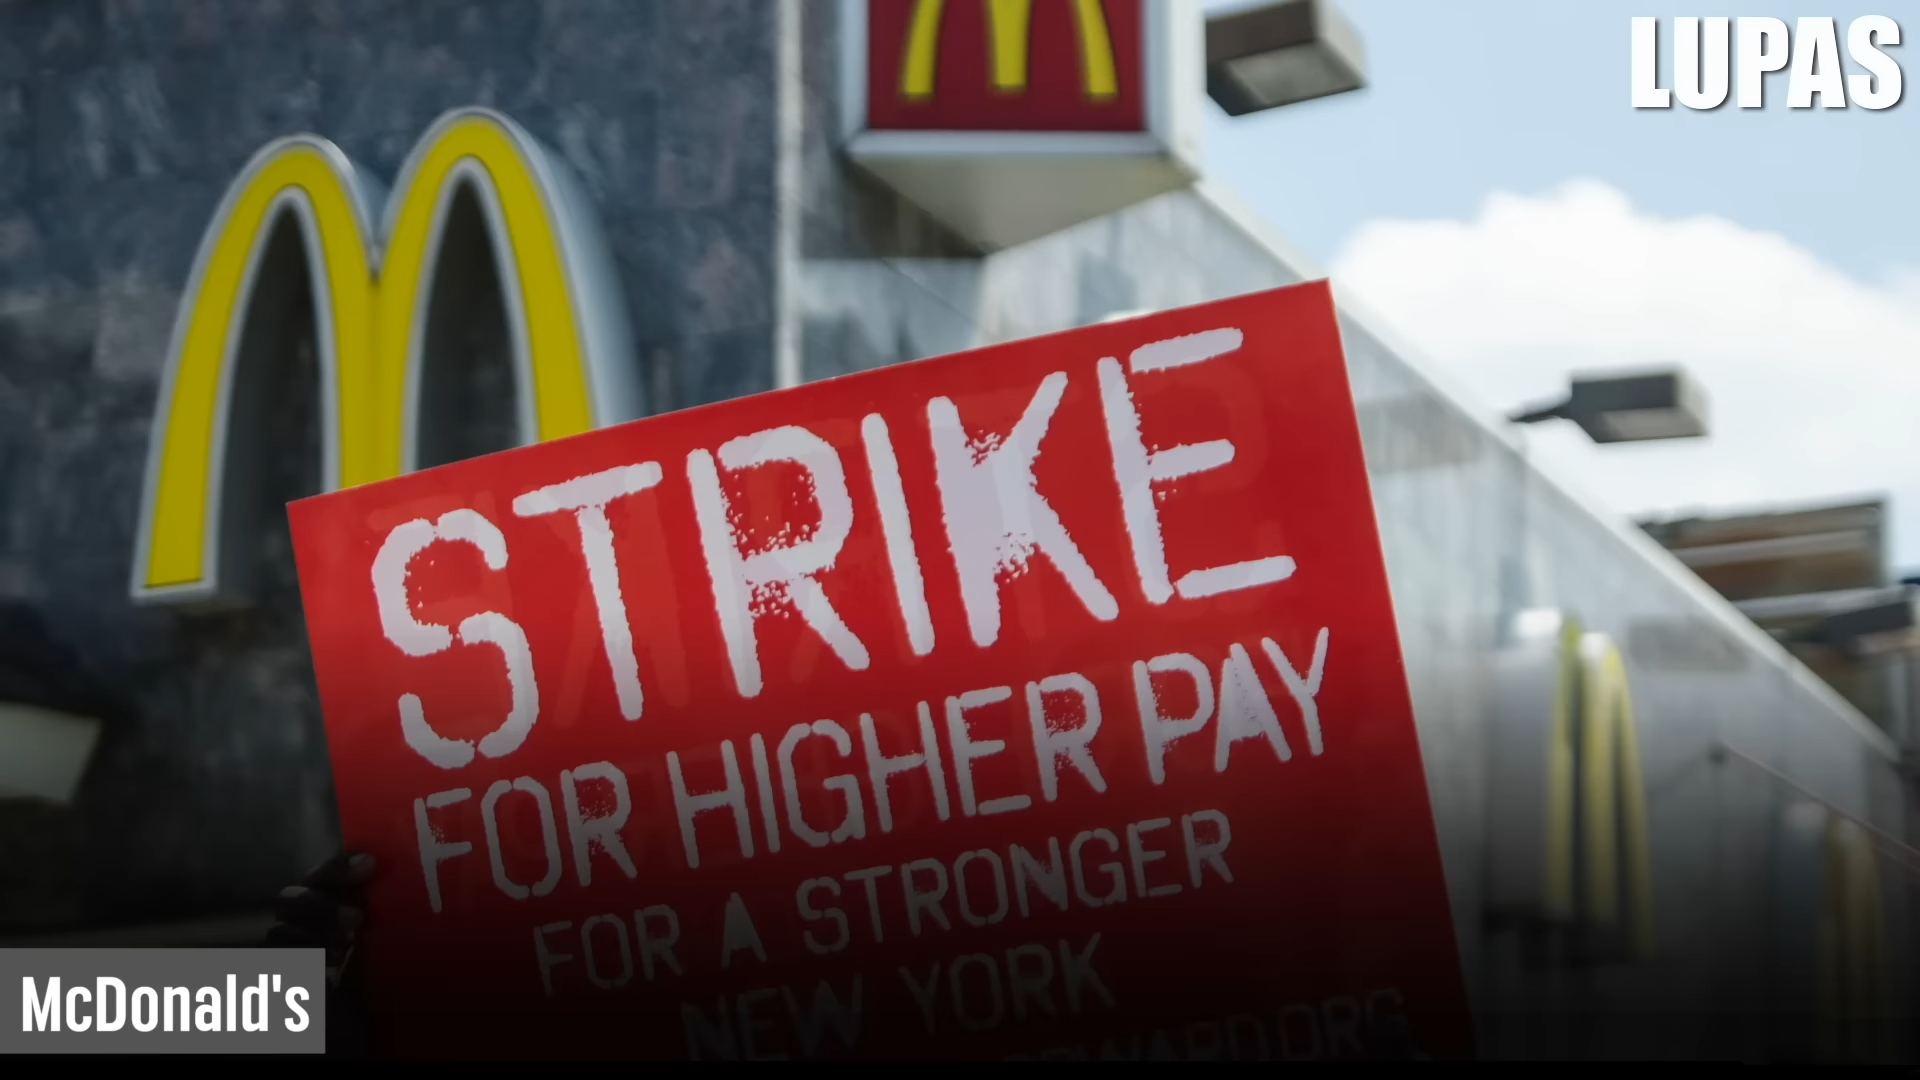 LUPAS
STRIKE
FOR HIGHER PAY
FOR A STRONGER
NEW YORK
McDonald's